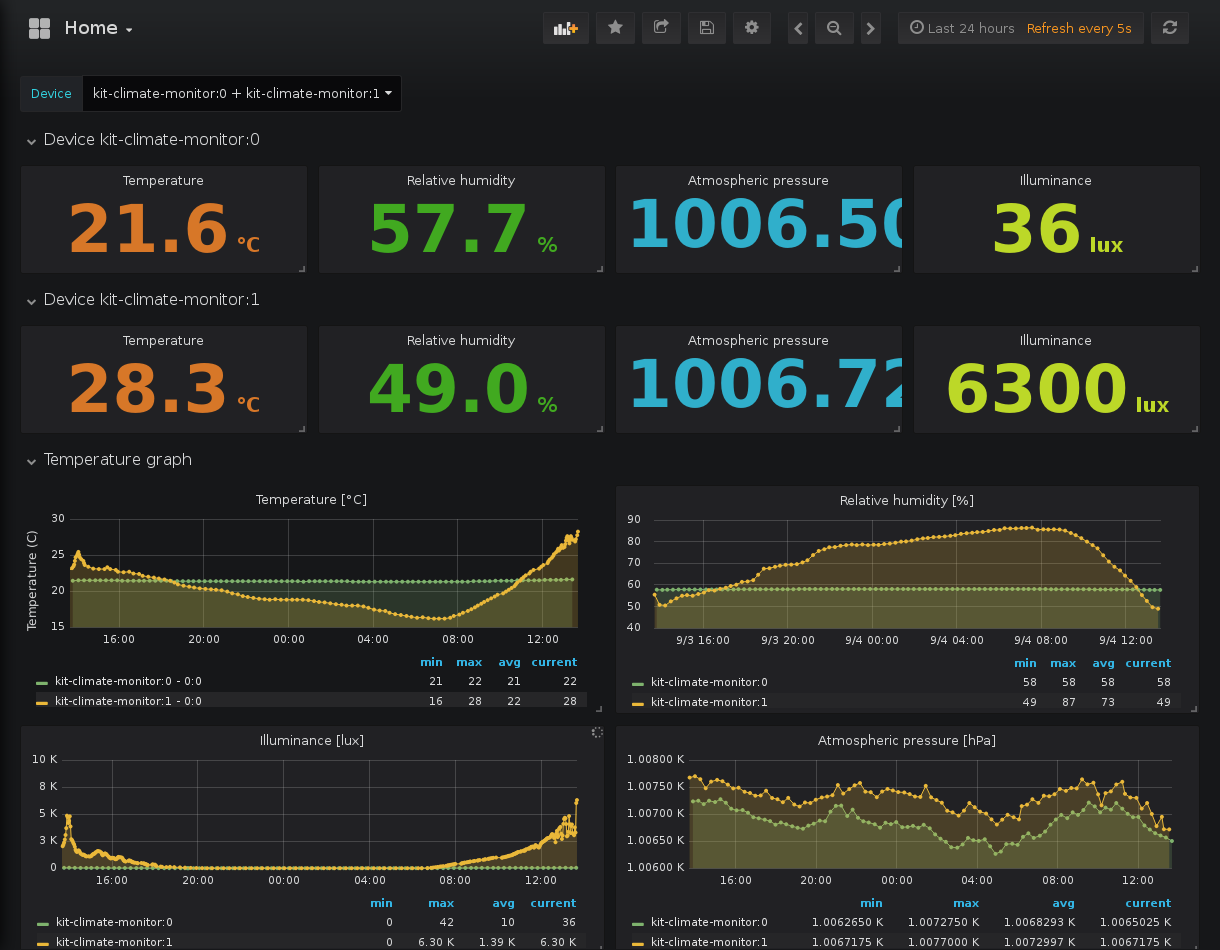 Home
Last 24 hours Refresh every 5s
Device kit-climate-monitor:0 + kit-climate-monitor:1
Device kit-climate-monitor:0
Temperature Relative humidity Atmospheric pressure Illuminance
21.6 °C 57.7 % 1006.50 36 lux
Device kit-climate-monitor:1
Temperature Relative humidity Atmospheric pressure Illuminance
28.3 °C 49.0 % 1006.72 6300 lux
Temperature graph
Temperature [°C]
Temperature (C)
30
25
20
15
16:00 20:00 00:00 04:00 08:00 12:00
min max avg current
kit-climate-monitor:0 - 0:0 21 22 21 22
kit-climate-monitor:1 - 0:0 16 28 22 28
Relative humidity [%]
90
80
70
60
50
40
9/3 16:00 9/3 20:00 9/4 00:00 9/4 04:00 9/4 08:00 9/4 12:00
min max avg current
kit-climate-monitor:0 58 58 58 58
kit-climate-monitor:1 49 87 73 49
Illuminance [lux]
10 K
8 K
5 K
3 K
0
16:00 20:00 00:00 04:00 08:00 12:00
min max avg current
kit-climate-monitor:0 0 42 10 36
kit-climate-monitor:1 0 6.30 K 1.39 K 6.30 K
Atmospheric pressure [hPa]
1.00800 K
1.00750 K
1.00700 K
1.00650 K
1.00600 K
16:00 20:00 00:00 04:00 08:00 12:00
min max avg current
kit-climate-monitor:0 1.0062650 K 1.0072750 K 1.0068293 K 1.0065025 K
kit-climate-monitor:1 1.0067175 K 1.0077000 K 1.0072997 K 1.0067175 K